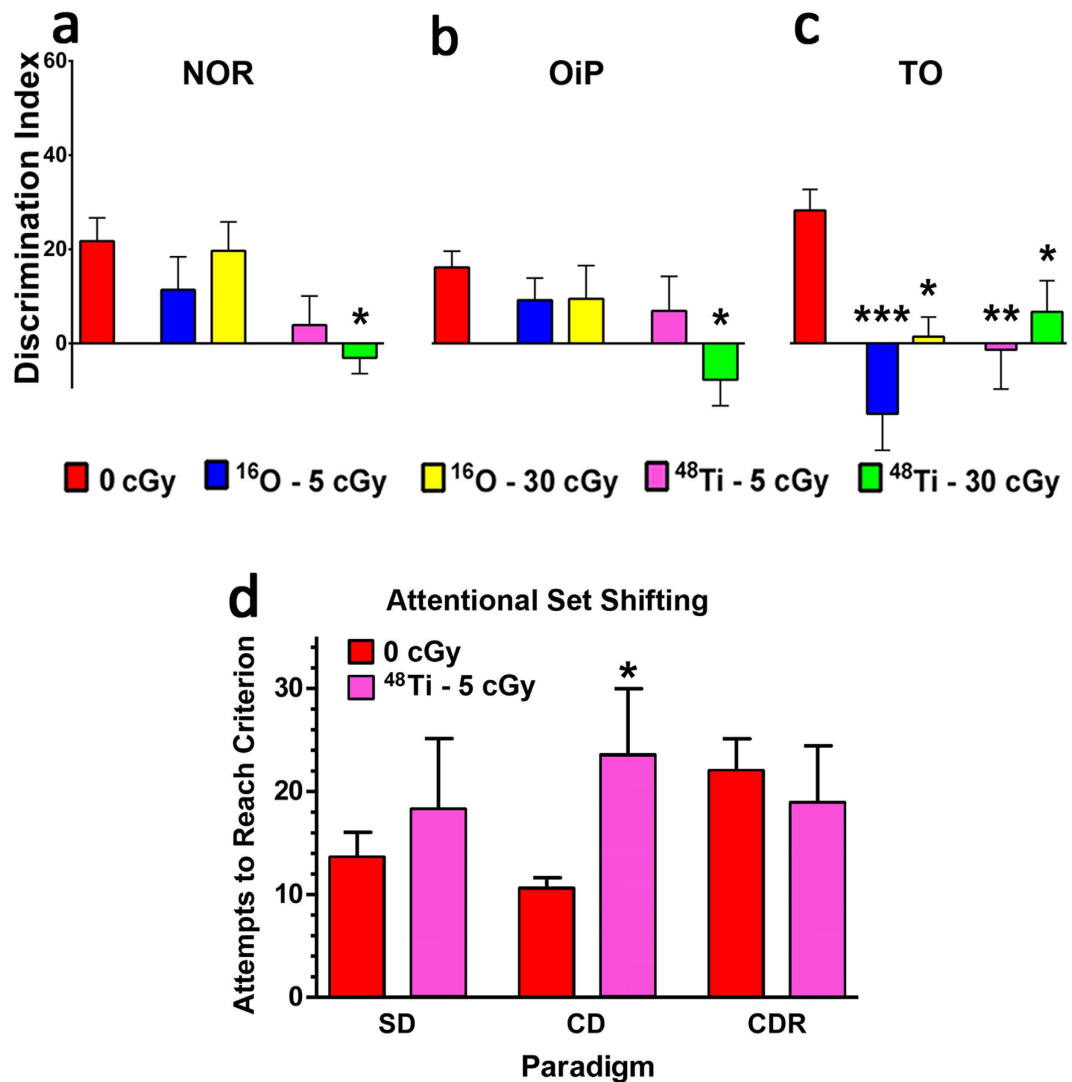 a
b
c
NOR
OiP
TO
Discrimination Index
60
40
20
0
*
*
***
*
**
*
0 cGy
¹⁶O - 5 cGy
¹⁶O - 30 cGy
⁴⁸Ti - 5 cGy
⁴⁸Ti - 30 cGy
d
Attentional Set Shifting
0 cGy
⁴⁸Ti - 5 cGy
*
Attempts to Reach Criterion
30
20
10
0
SD
CD
CDR
Paradigm